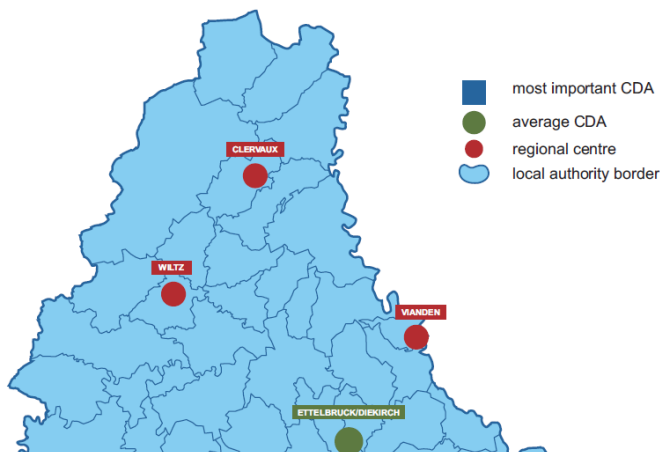 most important CDA
average CDA
regional centre
local authority border
CLERVAUX
WILTZ
VIANDEN
ETTELBRUCK/DIEKIRCH